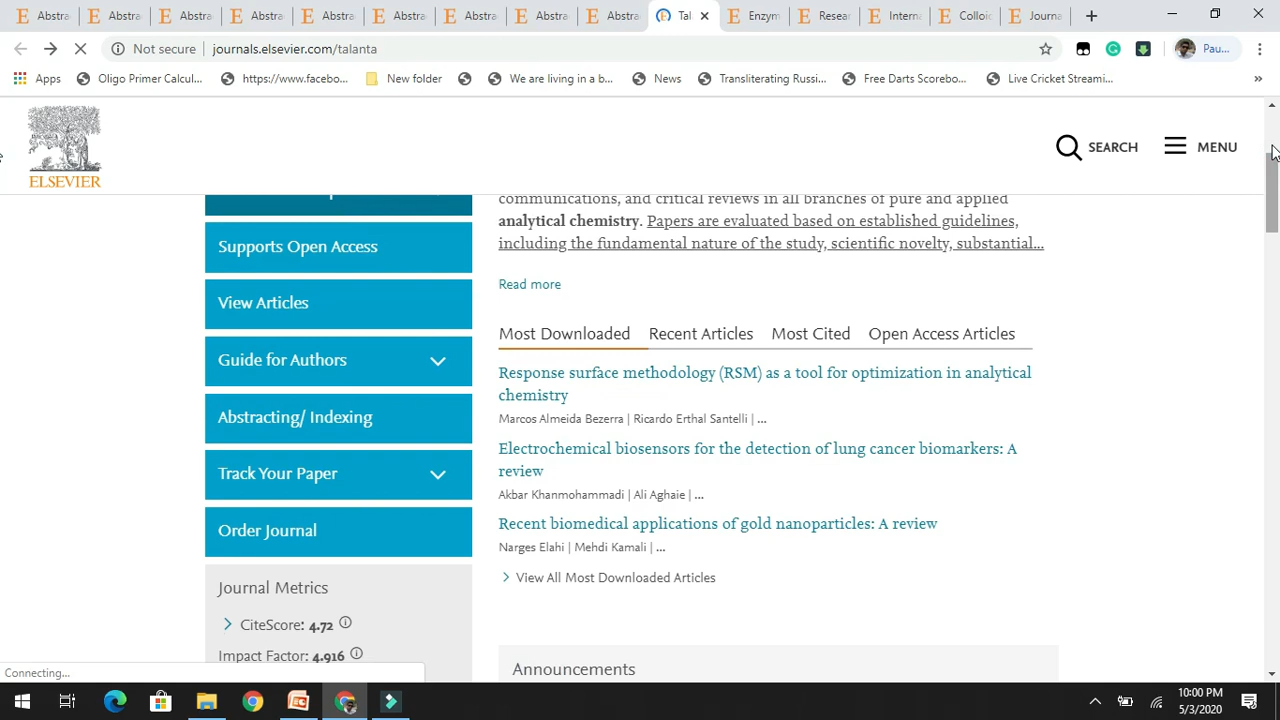 Abstra
Abstra
Abstra
Abstra
Abstra
Abstra
Abstra
Abstra
Abstra
Tal
Enzym
Resear
Intern
Colloid
Journa
Not secure
journals.elsevier.com/talanta
Pau...
Apps
Oligo Primer Calcul...
https://www.facebo...
New folder
We are living in a b...
News
Transliterating Russi...
Free Darts Scorebo...
Live Cricket Streami...
»
ELSEVIER
SEARCH
MENU
communications, and critical reviews in all branches of pure and applied
analytical chemistry. Papers are evaluated based on established guidelines,
including the fundamental nature of the study, scientific novelty, substantial...
Read more
Supports Open Access
View Articles
Guide for Authors
Abstracting/ Indexing
Track Your Paper
Order Journal
Journal Metrics
CiteScore: 4.72
Impact Factor: 4.916
Most Downloaded
Recent Articles
Most Cited
Open Access Articles
Response surface methodology (RSM) as a tool for optimization in analytical
chemistry
Marcos Almeida Bezerra | Ricardo Erthal Santelli | ...
Electrochemical biosensors for the detection of lung cancer biomarkers: A
review
Akbar Khanmohammadi | Ali Aghaie | ...
Recent biomedical applications of gold nanoparticles: A review
Narges Elahi | Mehdi Kamali | ...
View All Most Downloaded Articles
Announcements
Connecting...
10:00 PM
5/3/2020